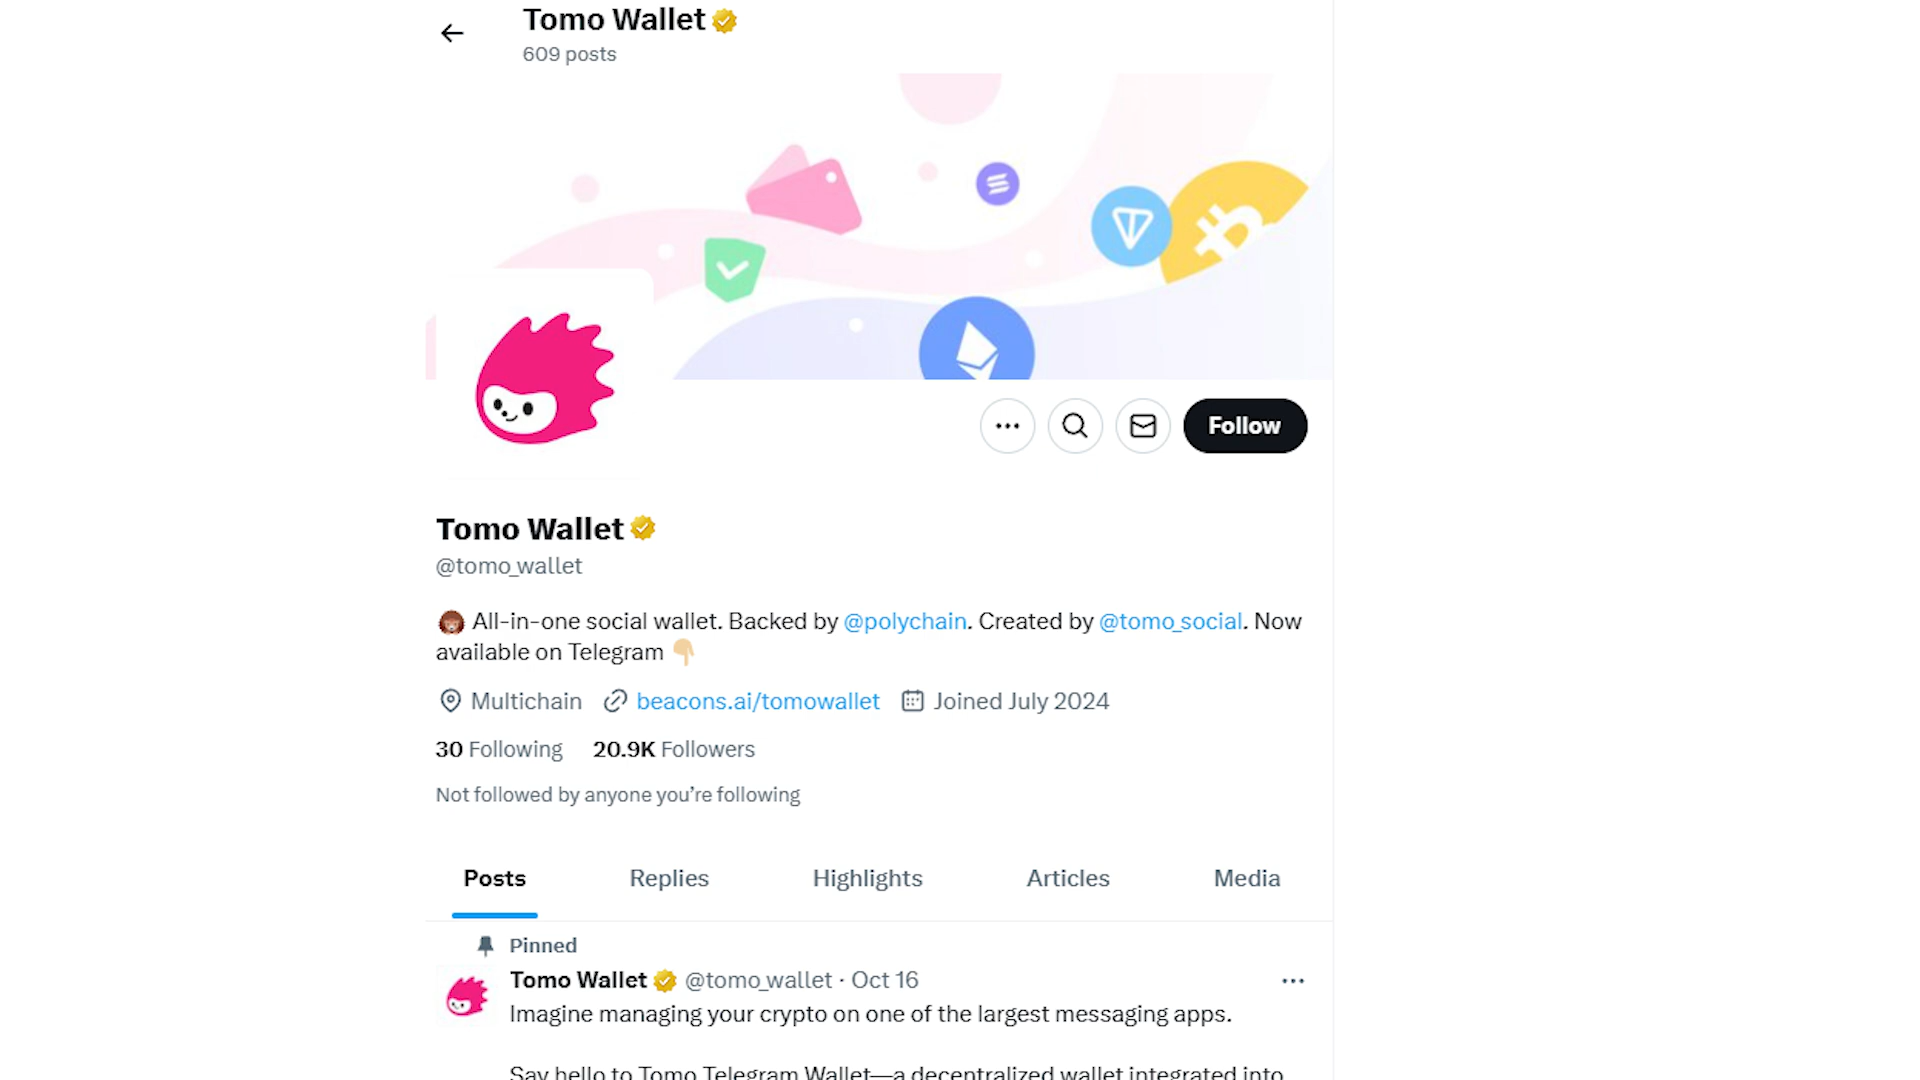 Tomo Wallet
609 posts
Follow
Tomo Wallet
@tomo_wallet
All-in-one social wallet. Backed by @polychain. Created by @tomo_social. Now
available on Telegram 👇🏼
Multichain beacons.ai/tomowallet Joined July 2024
30 Following 20.9K Followers
Not followed by anyone you’re following
Posts Replies Highlights Articles Media
Pinned
Tomo Wallet @tomo_wallet · Oct 16
Imagine managing your crypto on one of the largest messaging apps.
Say hello to Tomo Telegram Wallet—a decentralized wallet integrated into